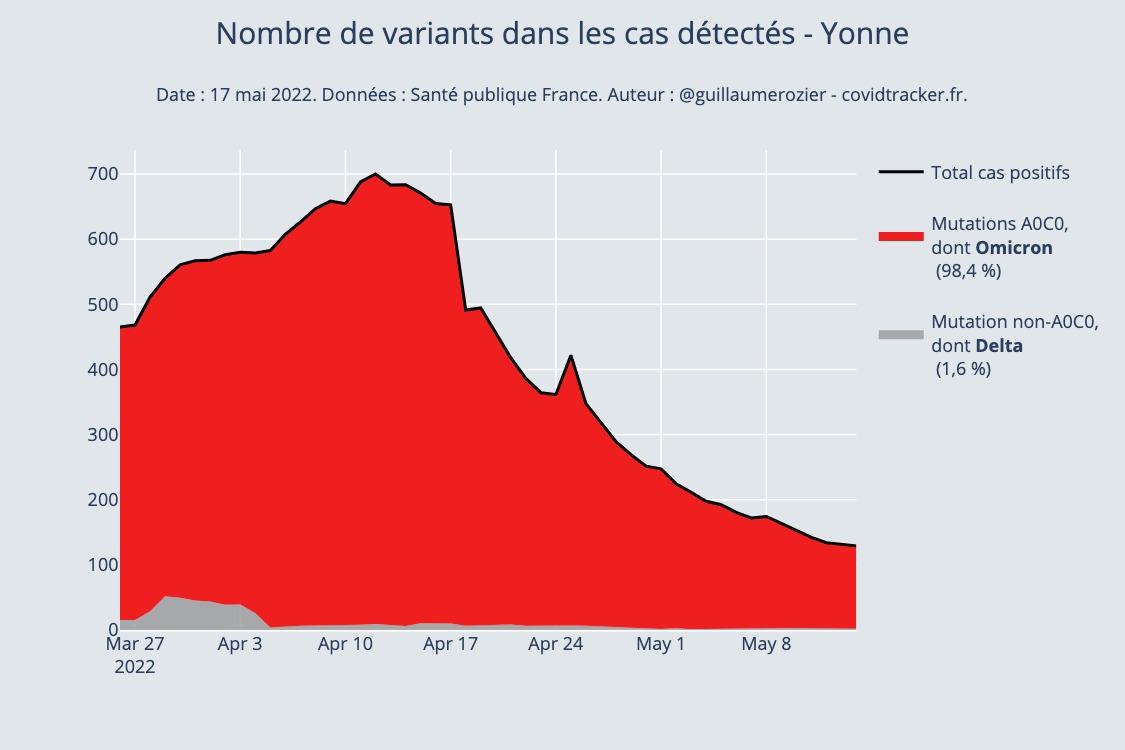 Nombre de variants dans les cas détectés - Yonne
Date : 17 mai 2022. Données : Santé publique France. Auteur : @guillaumerozier - covidtracker.fr.
700
600
500
400
300
200
100
0
Mar 27
2022
Apr 3
Apr 10
Apr 17
Apr 24
May 1
May 8
Total cas positifs
Mutations A0C0,
dont Omicron
(98,4 %)
Mutation non-A0C0,
dont Delta
(1,6 %)